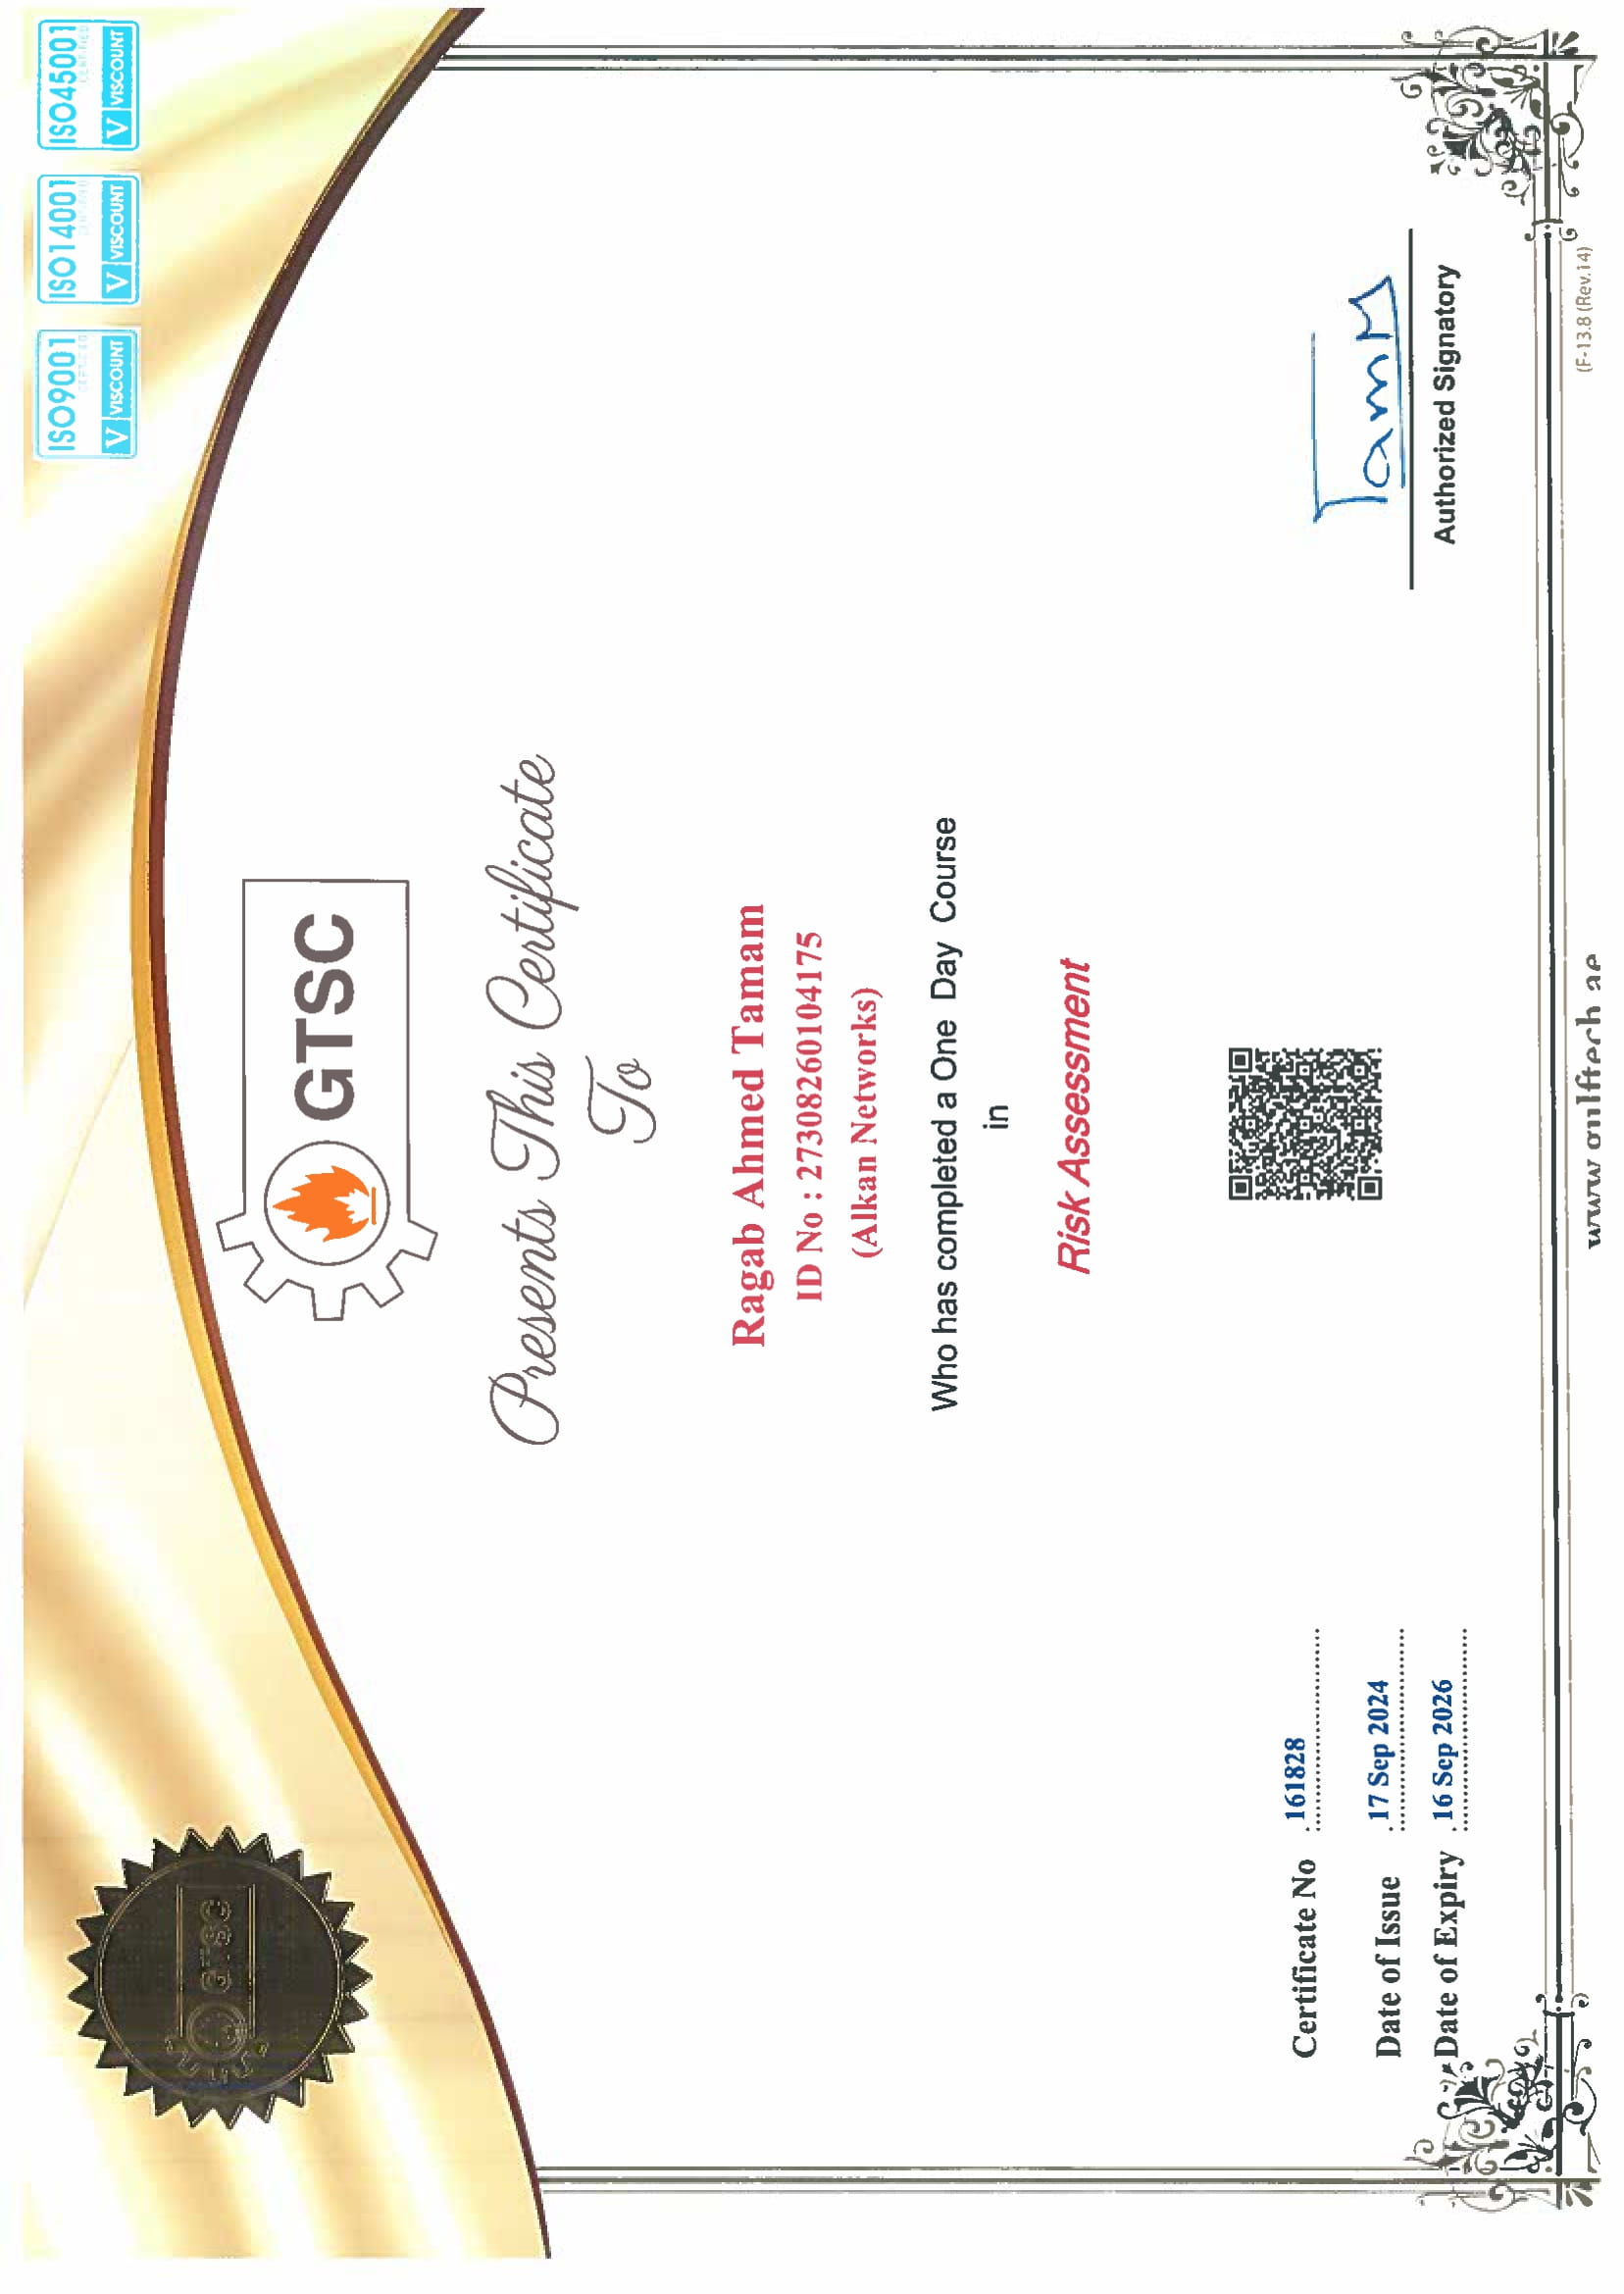 ISO9001
CERTIFIED
V VISCOUNT
ISO14001
CERTIFIED
V VISCOUNT
ISO45001
CERTIFIED
V VISCOUNT
GTSC
GTSC
Presents This Certificate
To
Ragab Ahmed Tamam
ID No : 27308260104175
(Alkan Networks)
Who has completed a One Day Course
in
Risk Assessment
Certificate No . 161828
Date of Issue . 17 Sep 2024
Date of Expiry . 16 Sep 2026
Tam
Authorized Signatory
www.gulftech.ae
(F-13.8 (Rev.14)